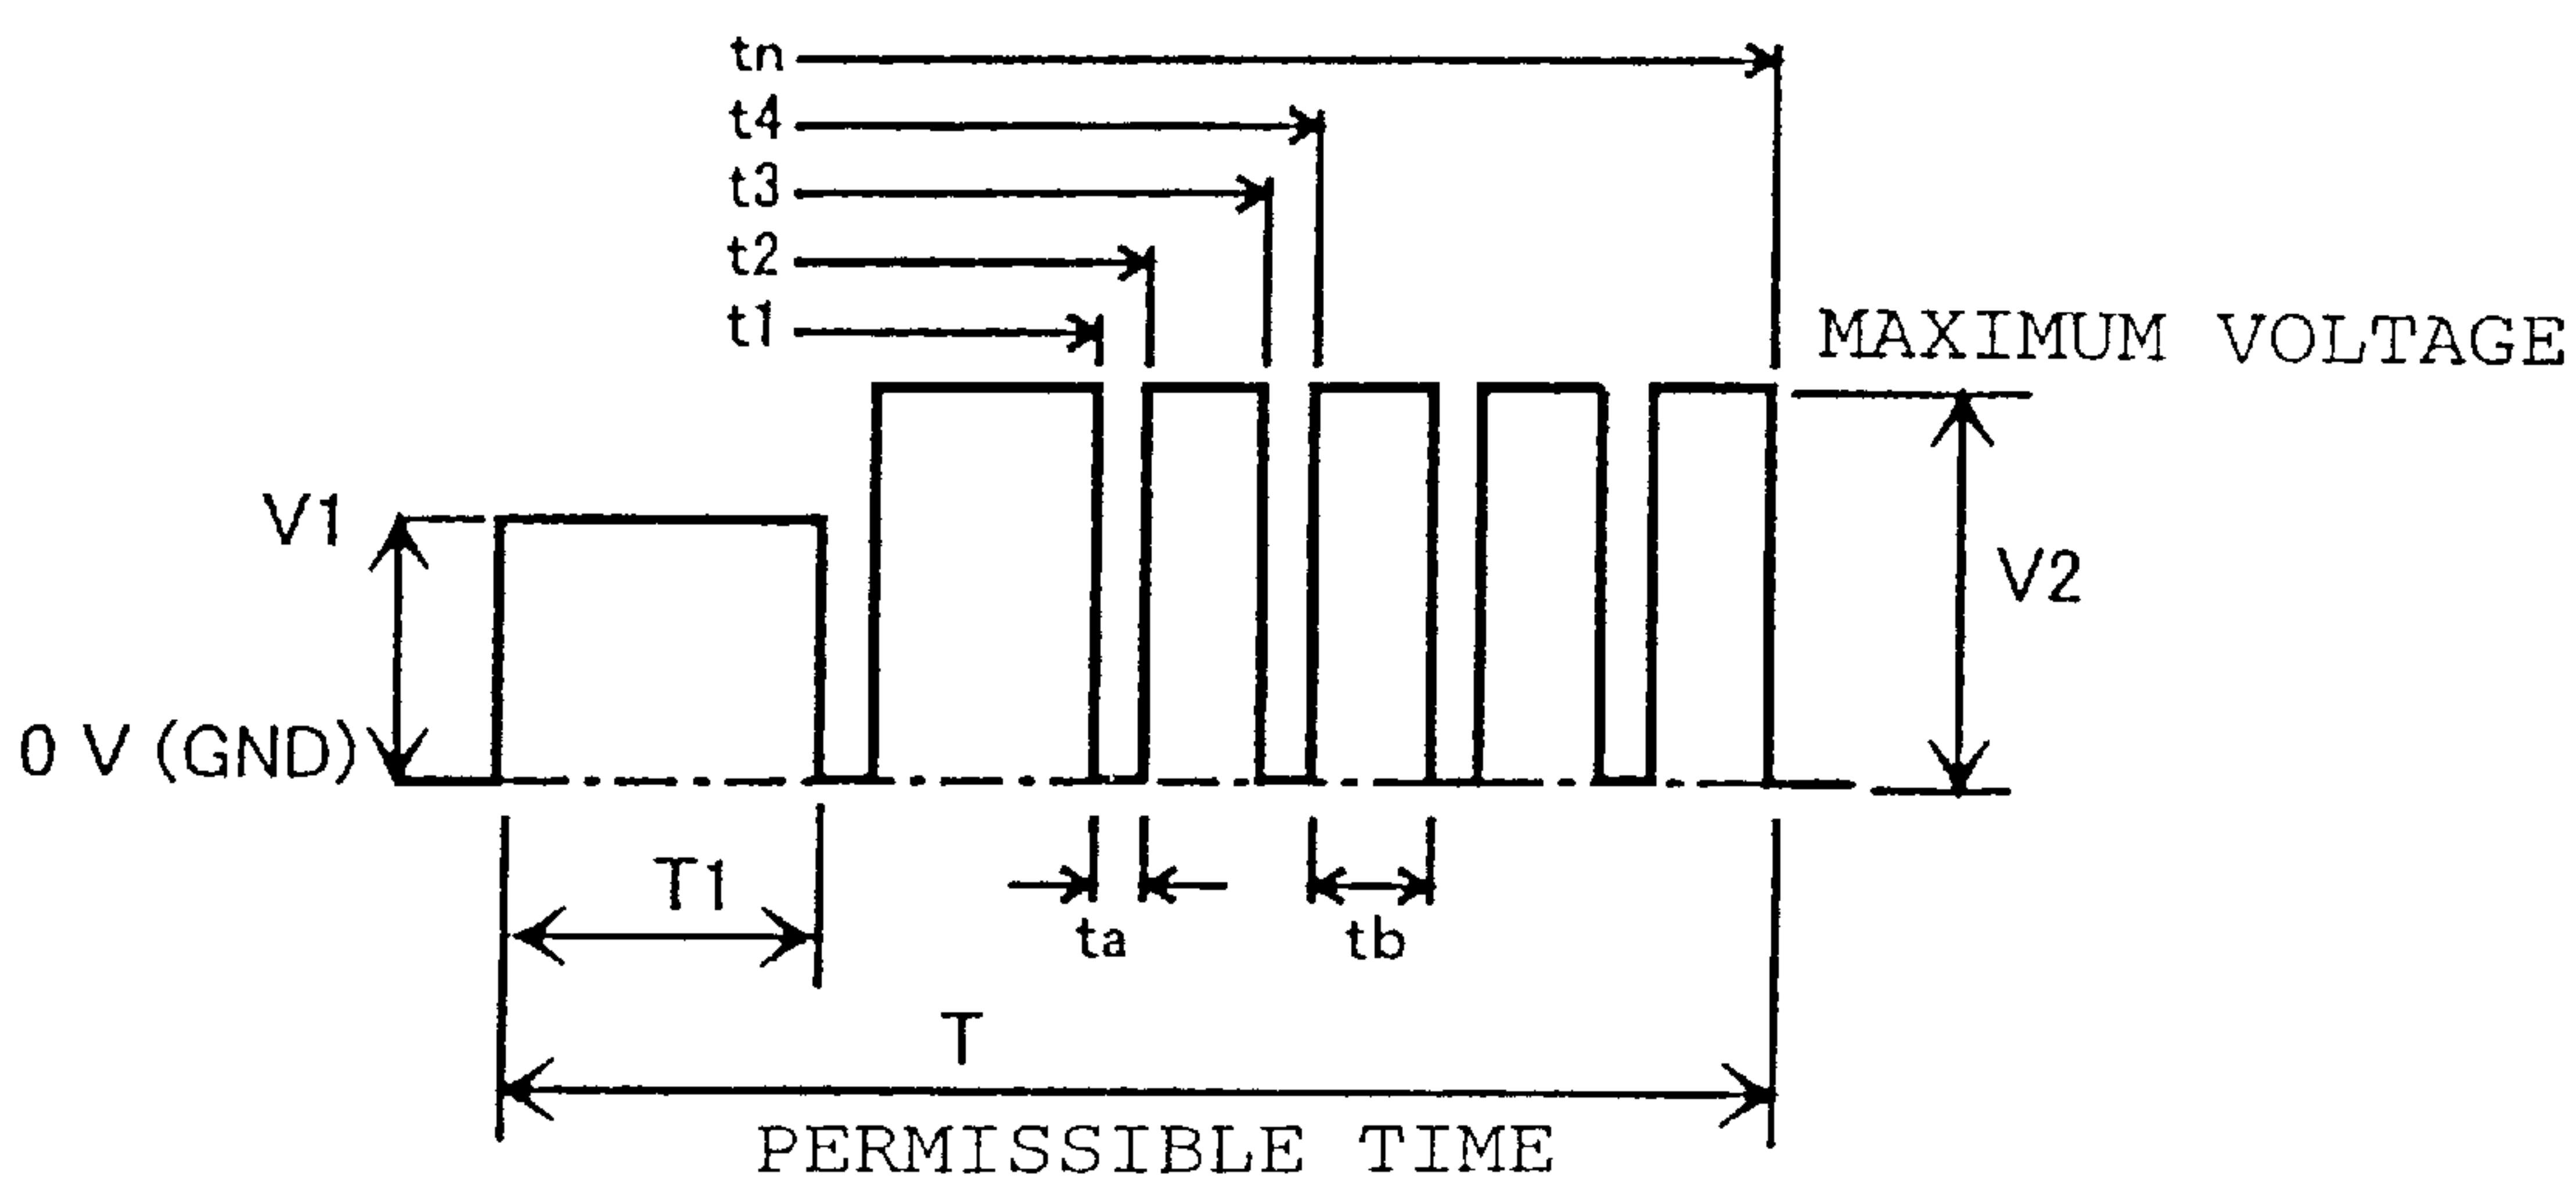 tn
t4
t3
t2
t1
MAXIMUM VOLTAGE
V1
V2
0 V (GND)
T1
ta
tb
T
PERMISSIBLE TIME